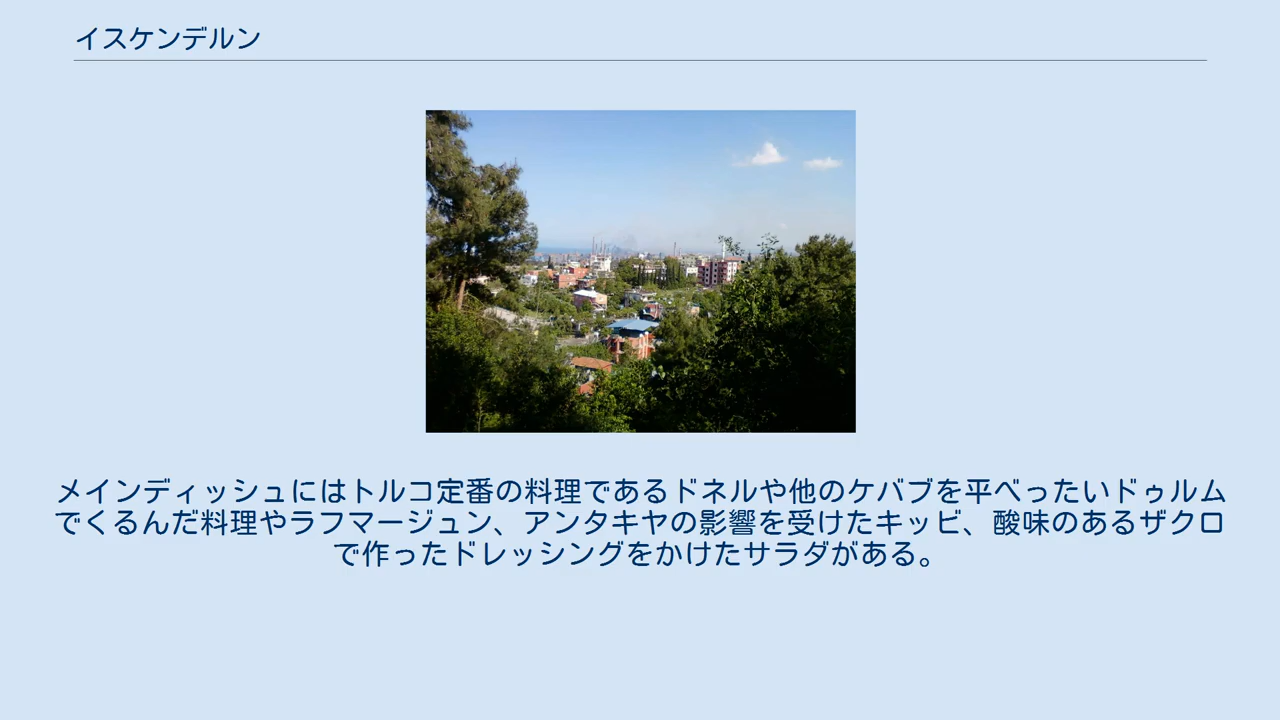 イスケンデルン
メインディッシュにはトルコ定番の料理であるドネルや他のケバブを平べったいドゥルム
でくるんだ料理やラフマージュン、アンタキヤの影響を受けたキッビ、酸味のあるザクロ
で作ったドレッシングをかけたサラダがある。